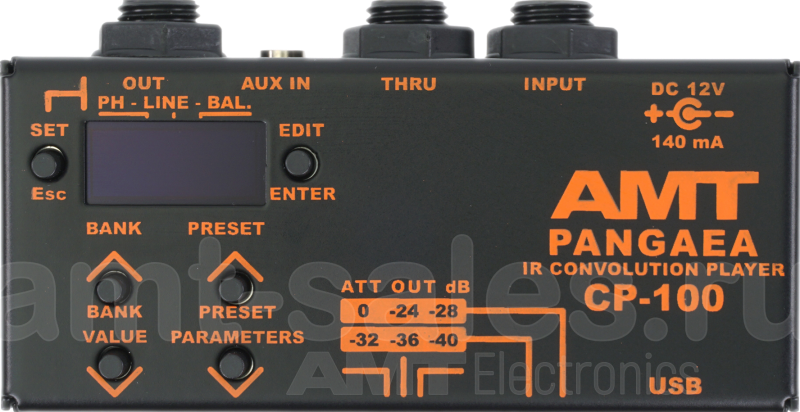 OUT
AUX IN
THRU
INPUT
DC 12V
PH - LINE - BAL.
SET
EDIT
+ -
140 mA
Esc
ENTER
AMT
BANK
PRESET
PANGAEA
IR CONVOLUTION PLAYER
ATT OUT dB
CP-100
BANK
PRESET
0 -24 -28
VALUE
PARAMETERS
-32 -36 -40
USB
amt-sales.ru
AMT Electronics